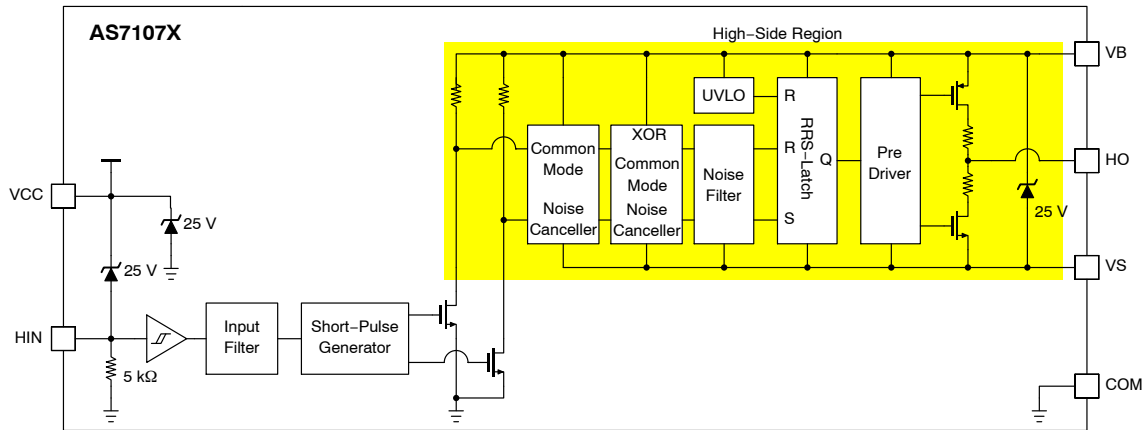 AS7107X
High−Side Region
VB
UVLO
R
XOR
Common
Mode
Noise
Canceller
Common
Mode
Noise
Canceller
Noise
Filter
R
S
RRS−Latch
Q
Pre
Driver
HO
25 V
VS
VCC
25 V
25 V
HIN
5 kΩ
Input
Filter
Short−Pulse
Generator
COM